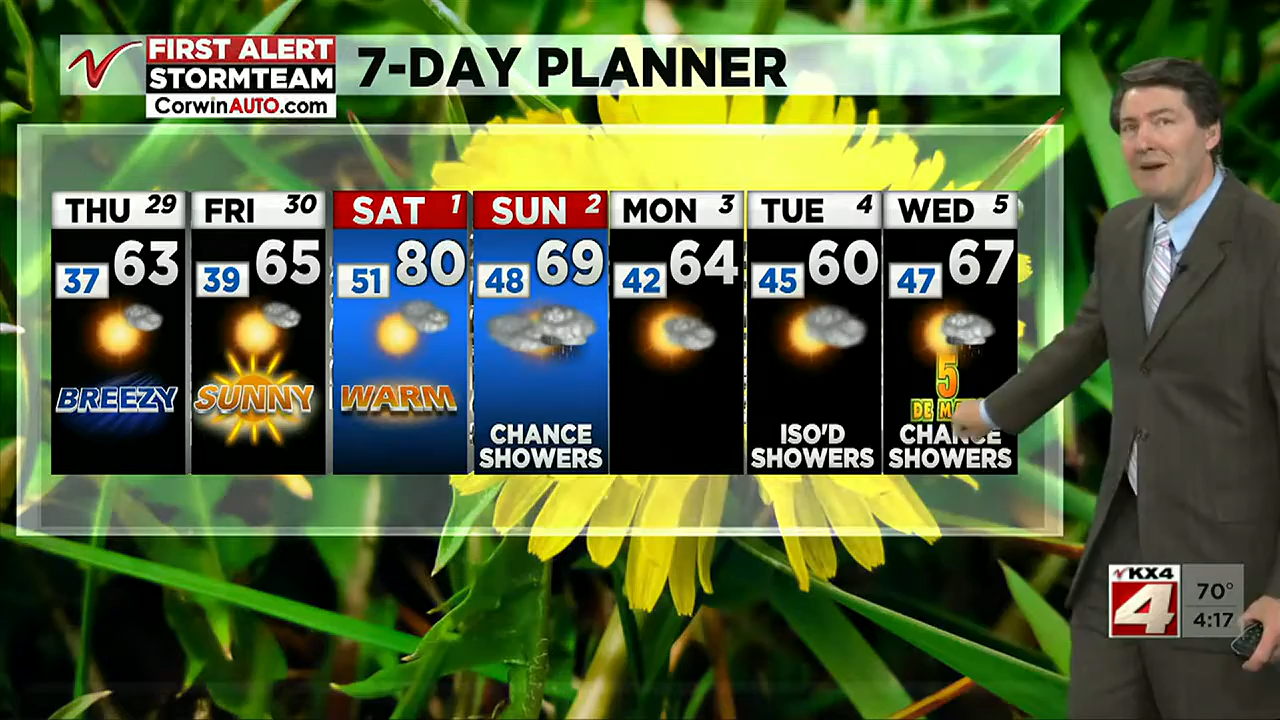 FIRST ALERT
STORMTEAM
CorwinAUTO.com
7-DAY PLANNER
THU 29
63
37
BREEZY
FRI 30
65
39
SUNNY
SAT 1
80
51
WARM
SUN 2
69
48
CHANCE
SHOWERS
MON 3
64
42
TUE 4
60
45
ISO'D
SHOWERS
WED 5
67
47
5
DE
CHANCE
SHOWERS
KX4
4
70°
4:17